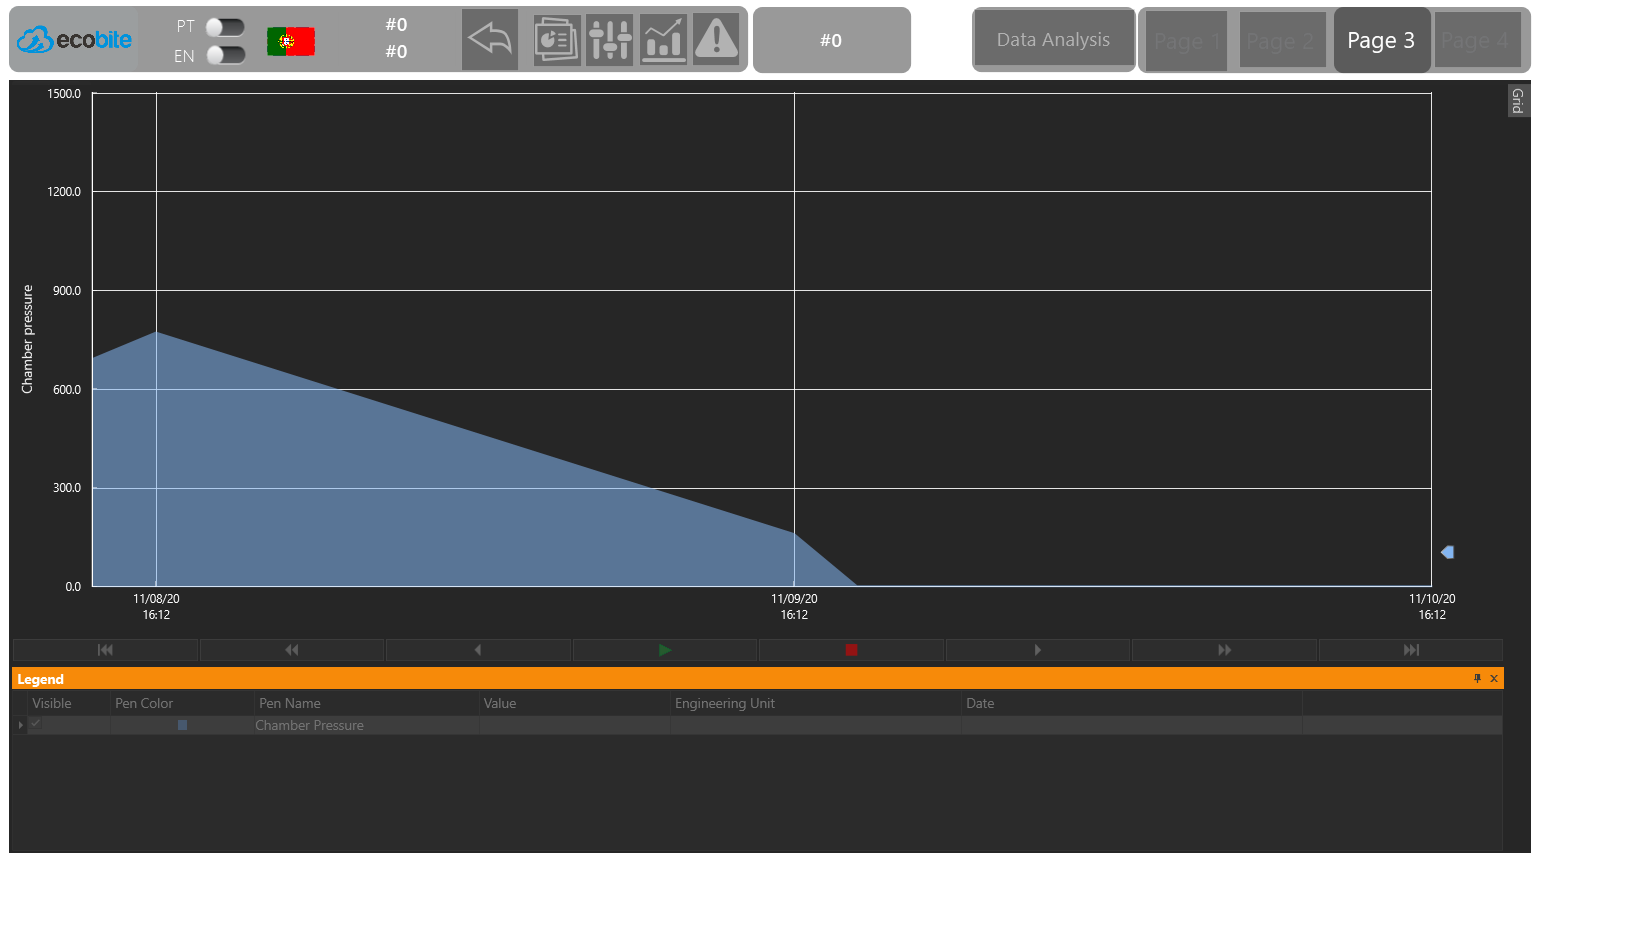 ecobite
PT
EN
#0
#0
#0
Data Analysis
Page 1
Page 2
Page 3
Page 4
Grid
Chamber pressure
1500.0
1200.0
900.0
600.0
300.0
0.0
11/08/20
16:12
11/09/20
16:12
11/10/20
16:12
Legend
Visible Pen Color Pen Name Value Engineering Unit Date
Chamber Pressure